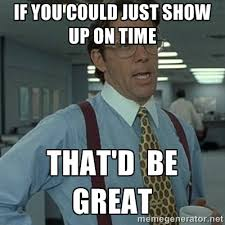 IF YOU COULD JUST SHOW
UP ON TIME
THAT'D BE
GREAT
memegenerator.net